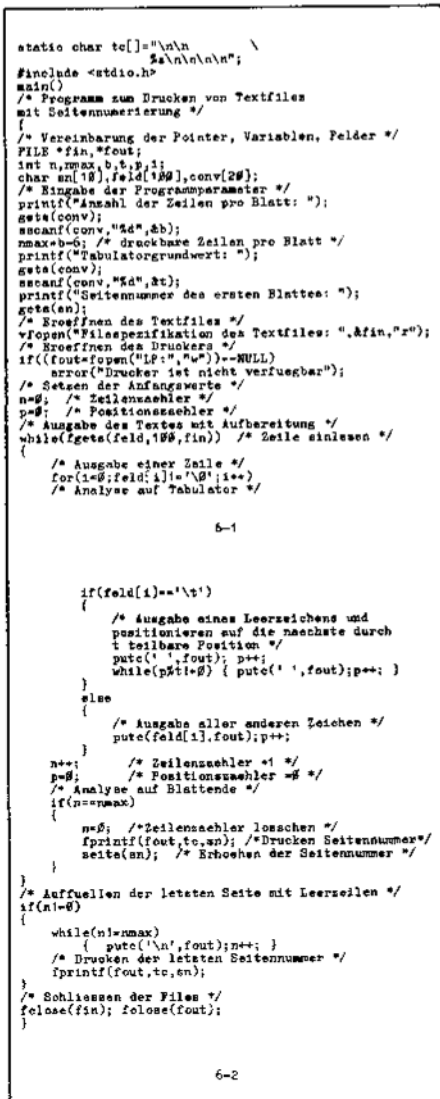 static char tc[]="\n\n \
%s\n\n\n\n";
#include <stdio.h>
main()
/* Programm zum Drucken von Textfiles
mit Seitennumerierung */
{
/* Vereinbarung der Pointer, Variablen, Felder */
FILE *fin,*fout;
int n,nmax,b,t,p,i;
char sn[10],feld[100],conv[20];
/* Eingabe der Programmparameter */
printf("Anzahl der Zeilen pro Blatt: ");
gets(conv);
sscanf(conv,"%d",&b);
nmax=b-6; /* druckbare Zeilen pro Blatt */
printf("Tabulatorgrundwert: ");
gets(conv);
sscanf(conv,"%d",&t);
printf("Seitennummer des ersten Blattes: ");
gets(sn);
/* Eroeffnen des Textfiles */
vfopen("Filespezifikation des Textfiles: ",&fin,"r");
/* Eroeffnen des Druckers */
if((fout=fopen("LP:","w"))==NULL)
error("Drucker ist nicht verfuegbar");
/* Setzen der Anfangswerte */
n=0; /* Zeilenzaehler */
p=0; /* Positionszaehler */
/* Ausgabe des Textes mit Aufbereitung */
while(fgets(feld,100,fin)) /* Zeile einlesen */
{
/* Ausgabe einer Zeile */
for(i=0;feld[i]!='\0';i++)
/* Analyse auf Tabulator */
6-1
if(feld[i]=='\t')
{
/* Ausgabe eines Leerzeichens und
positionieren auf die naechste durch
t teilbare Position */
putc(' ',fout); p++;
while(p%t!=0) { putc(' ',fout);p++; }
}
else
{
/* Ausgabe aller anderen Zeichen */
putc(feld[i],fout);p++;
}
n++; /* Zeilenzaehler +1 */
p=0; /* Positionszaehler =0 */
/* Analyse auf Blattende */
if(n==nmax)
{
n=0; /*Zeilenzaehler loeschen */
fprintf(fout,tc,sn); /*Drucken Seitennummer*/
seite(sn); /* Erhoehen der Seitennummer */
}
}
/* Auffuellen der letzten Seite mit Leerzeilen */
if(n!=0)
{
while(n!=nmax)
{ putc('\n',fout);n++; }
/* Drucken der letzten Seitennummer */
fprintf(fout,tc,sn);
}
/* Schliessen der Files */
fclose(fin); fclose(fout);
}
6-2